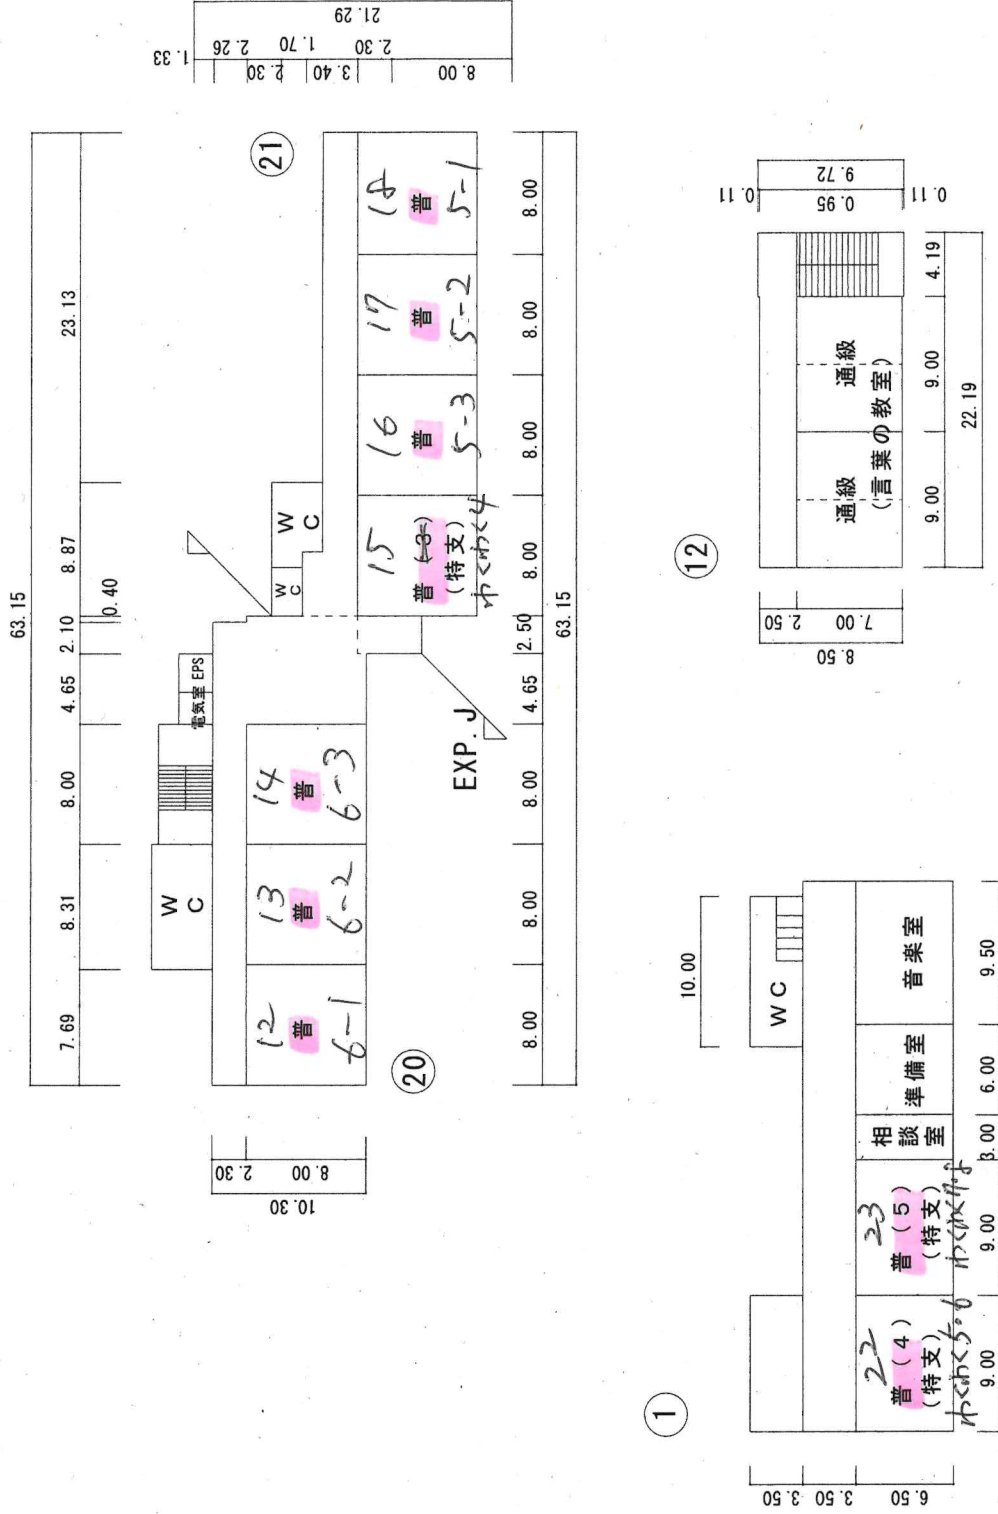 63.15
7.69 8.31 8.00 4.65 2.10 8.87 23.13
0.40
21.29
1.33 2.26 1.70 2.30
2.30 3.40 8.00
21
WC
電気室 EPS
WC
WC
12 普 6-1
13 普 6-2
14 普 6-3
15 普(-3-)
(特支)
わくわく4
16 普 5-3
17 普 5-2
18 普 5-1
20
EXP. J
2.30 8.00
10.30
8.00 8.00 8.00 4.65 2.50 8.00 8.00 8.00 8.00
63.15
1
10.00
WC
22
普(4)
(特支)
わくわく5・6
23
普(5)
(特支)
相談室
準備室
音楽室
3.50 3.50 6.50
9.00 9.00 3.00 6.00 9.50
12
通級
通級
(言葉の教室)
0.11 0.95 0.11
9.72
2.50 7.00
8.50
9.00 9.00 4.19
22.19